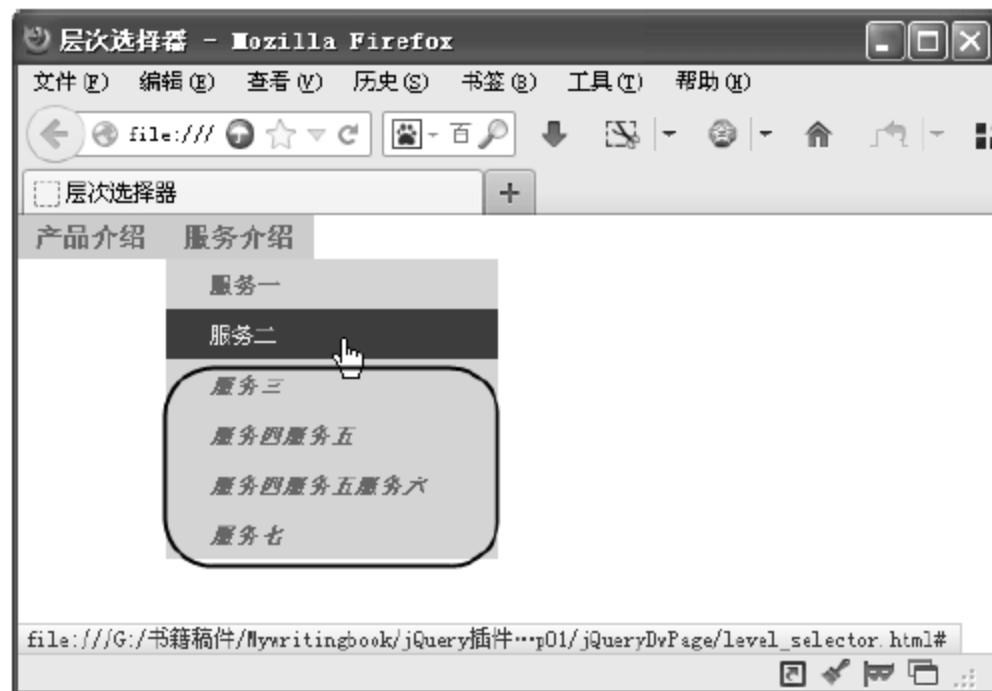 层次选择器 - Mozilla Firefox
文件(F) 编辑(E) 查看(V) 历史(S) 书签(B) 工具(T) 帮助(H)
file:/// 百
层次选择器 +
产品介绍 服务介绍
服务一
服务二
服务三
服务四服务五
服务四服务五服务六
服务七
file:///G:/书籍稿件/Mywritingbook/jQuery插件…p01/jQueryDvPage/level_selector.html#